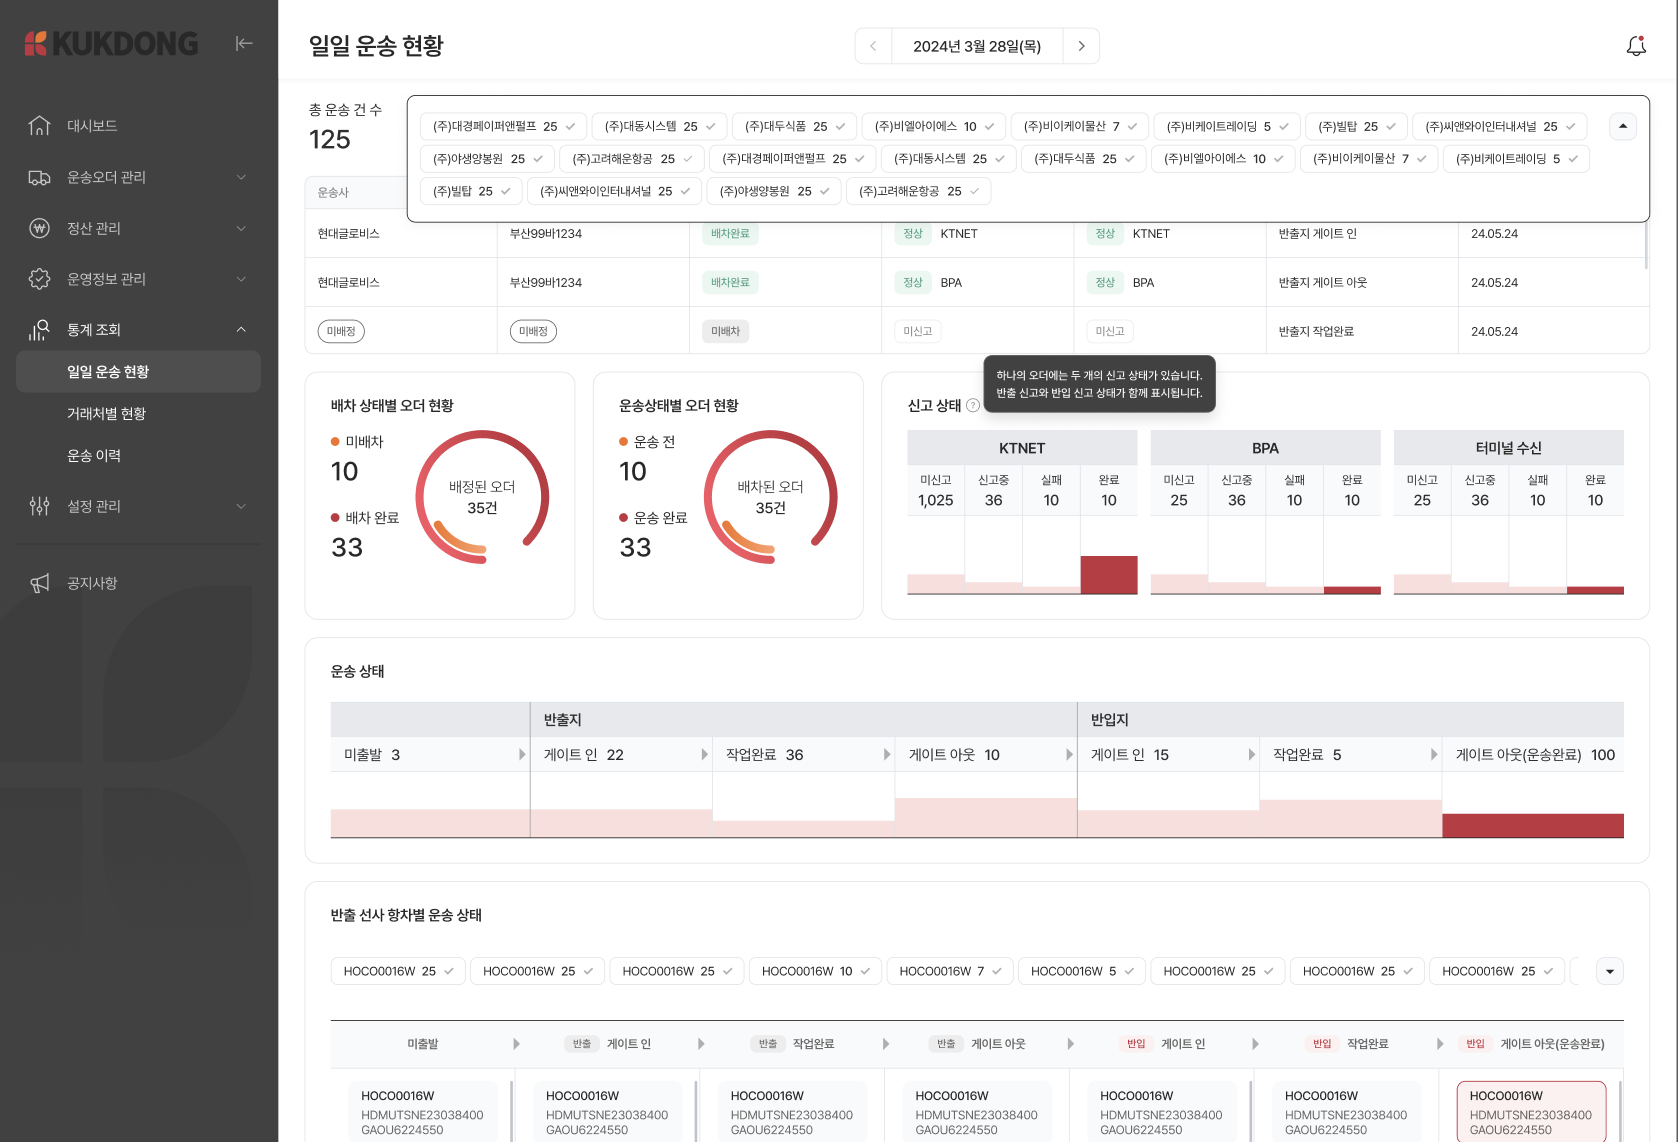 KUKDONG
대시보드
운송오더 관리
정산 관리
운영정보 관리
통계 조회
일일 운송 현황
거래처별 현황
운송 이력
설정 관리
공지사항
일일 운송 현황
2024년 3월 28일(목)
총 운송 건 수
125
(주)대경페이퍼앤펄프 25 (주)대동시스템 25 (주)대두식품 25 (주)비엘아이에스 10 (주)비이케이물산 7 (주)비케이트레이딩 5 (주)빌탑 25 (주)씨앤와이인터내셔널 25
(주)야생양봉원 25 (주)고려해운항공 25 (주)대경페이퍼앤펄프 25 (주)대동시스템 25 (주)대두식품 25 (주)비엘아이에스 10 (주)비이케이물산 7 (주)비케이트레이딩 5
(주)빌탑 25 (주)씨앤와이인터내셔널 25 (주)야생양봉원 25 (주)고려해운항공 25
운송사
현대글로비스 부산99바1234 배차완료 정상 KTNET 정상 KTNET 반출지 게이트 인 24.05.24
현대글로비스 부산99바1234 배차완료 정상 BPA 정상 BPA 반출지 게이트 아웃 24.05.24
미배정 미배정 미배차 미신고 미신고 반출지 작업완료 24.05.24
하나의 오더에는 두 개의 신고 상태가 있습니다.
반출 신고와 반입 신고 상태가 함께 표시됩니다.
배차 상태별 오더 현황
미배차
10
배차 완료
33
배정된 오더
35건
운송상태별 오더 현황
운송 전
10
운송 완료
33
배차된 오더
35건
신고 상태 ?
KTNET BPA 터미널 수신
미신고 신고중 실패 완료 미신고 신고중 실패 완료 미신고 신고중 실패 완료
1,025 36 10 10 25 36 10 10 25 36 10 10
운송 상태
반출지 반입지
미출발 3 게이트 인 22 작업완료 36 게이트 아웃 10 게이트 인 15 작업완료 5 게이트 아웃(운송완료) 100
반출 선사 항차별 운송 상태
HOCO0016W 25 HOCO0016W 25 HOCO0016W 25 HOCO0016W 10 HOCO0016W 7 HOCO0016W 5 HOCO0016W 25 HOCO0016W 25 HOCO0016W 25
미출발 반출 게이트 인 반출 작업완료 반출 게이트 아웃 반입 게이트 인 반입 작업완료 반입 게이트 아웃(운송완료)
HOCO0016W HOCO0016W HOCO0016W HOCO0016W HOCO0016W HOCO0016W HOCO0016W
HDMUTSNE23038400 HDMUTSNE23038400 HDMUTSNE23038400 HDMUTSNE23038400 HDMUTSNE23038400 HDMUTSNE23038400 HDMUTSNE23038400
GAOU6224550 GAOU6224550 GAOU6224550 GAOU6224550 GAOU6224550 GAOU6224550 GAOU6224550